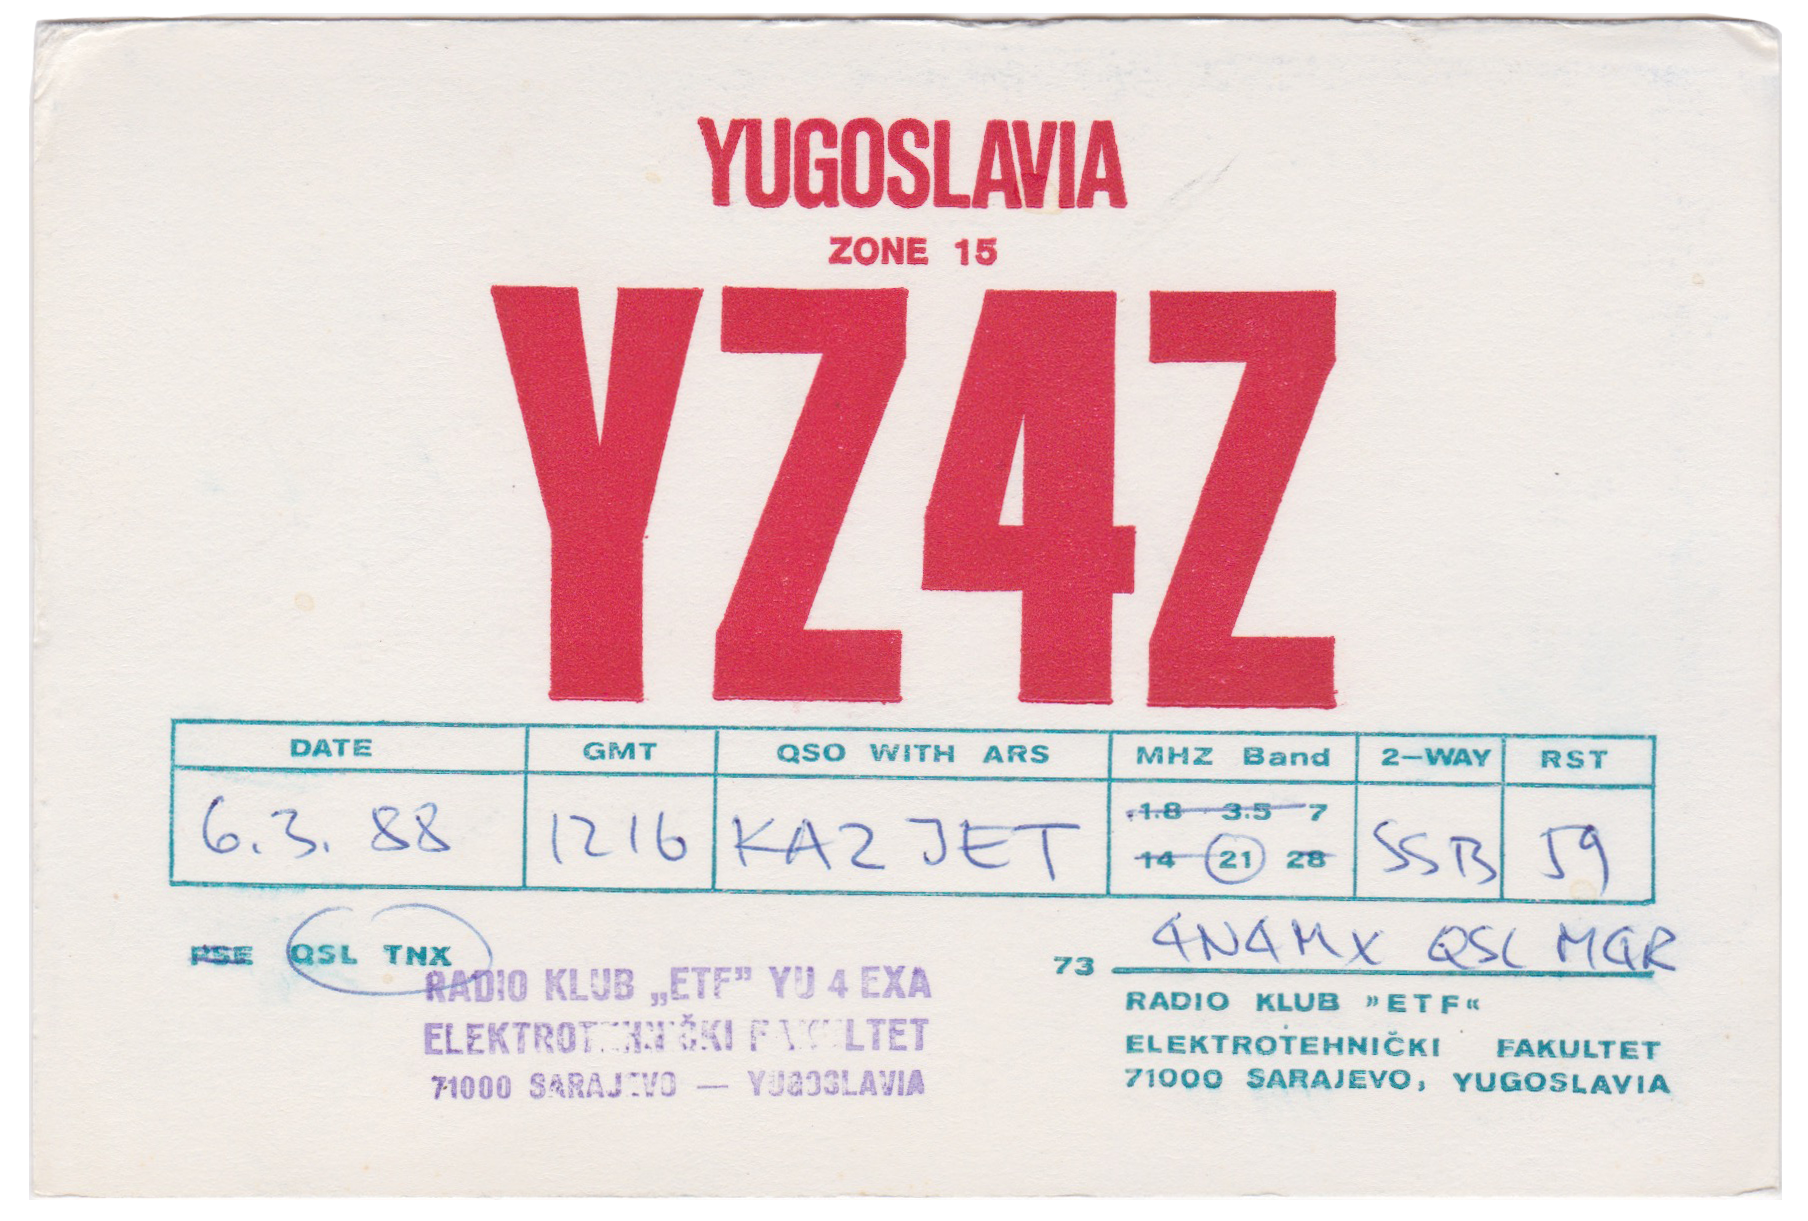 YUGOSLAVIA
ZONE 15
YZ4Z
DATE GMT QSO WITH ARS MHZ Band 2-WAY RST
1.8 3.5 7
6.3.88 1216 KA2JET SSB 59
14 21 28
PSE QSL TNX
73 4N4MX QSL MGR
RADIO KLUB „ETF” YU 4 EXA
ELEKTROTEHNIČKI FAKULTET
71000 SARAJEVO — YUGOSLAVIA
RADIO KLUB »ETF«
ELEKTROTEHNIČKI FAKULTET
71000 SARAJEVO, YUGOSLAVIA